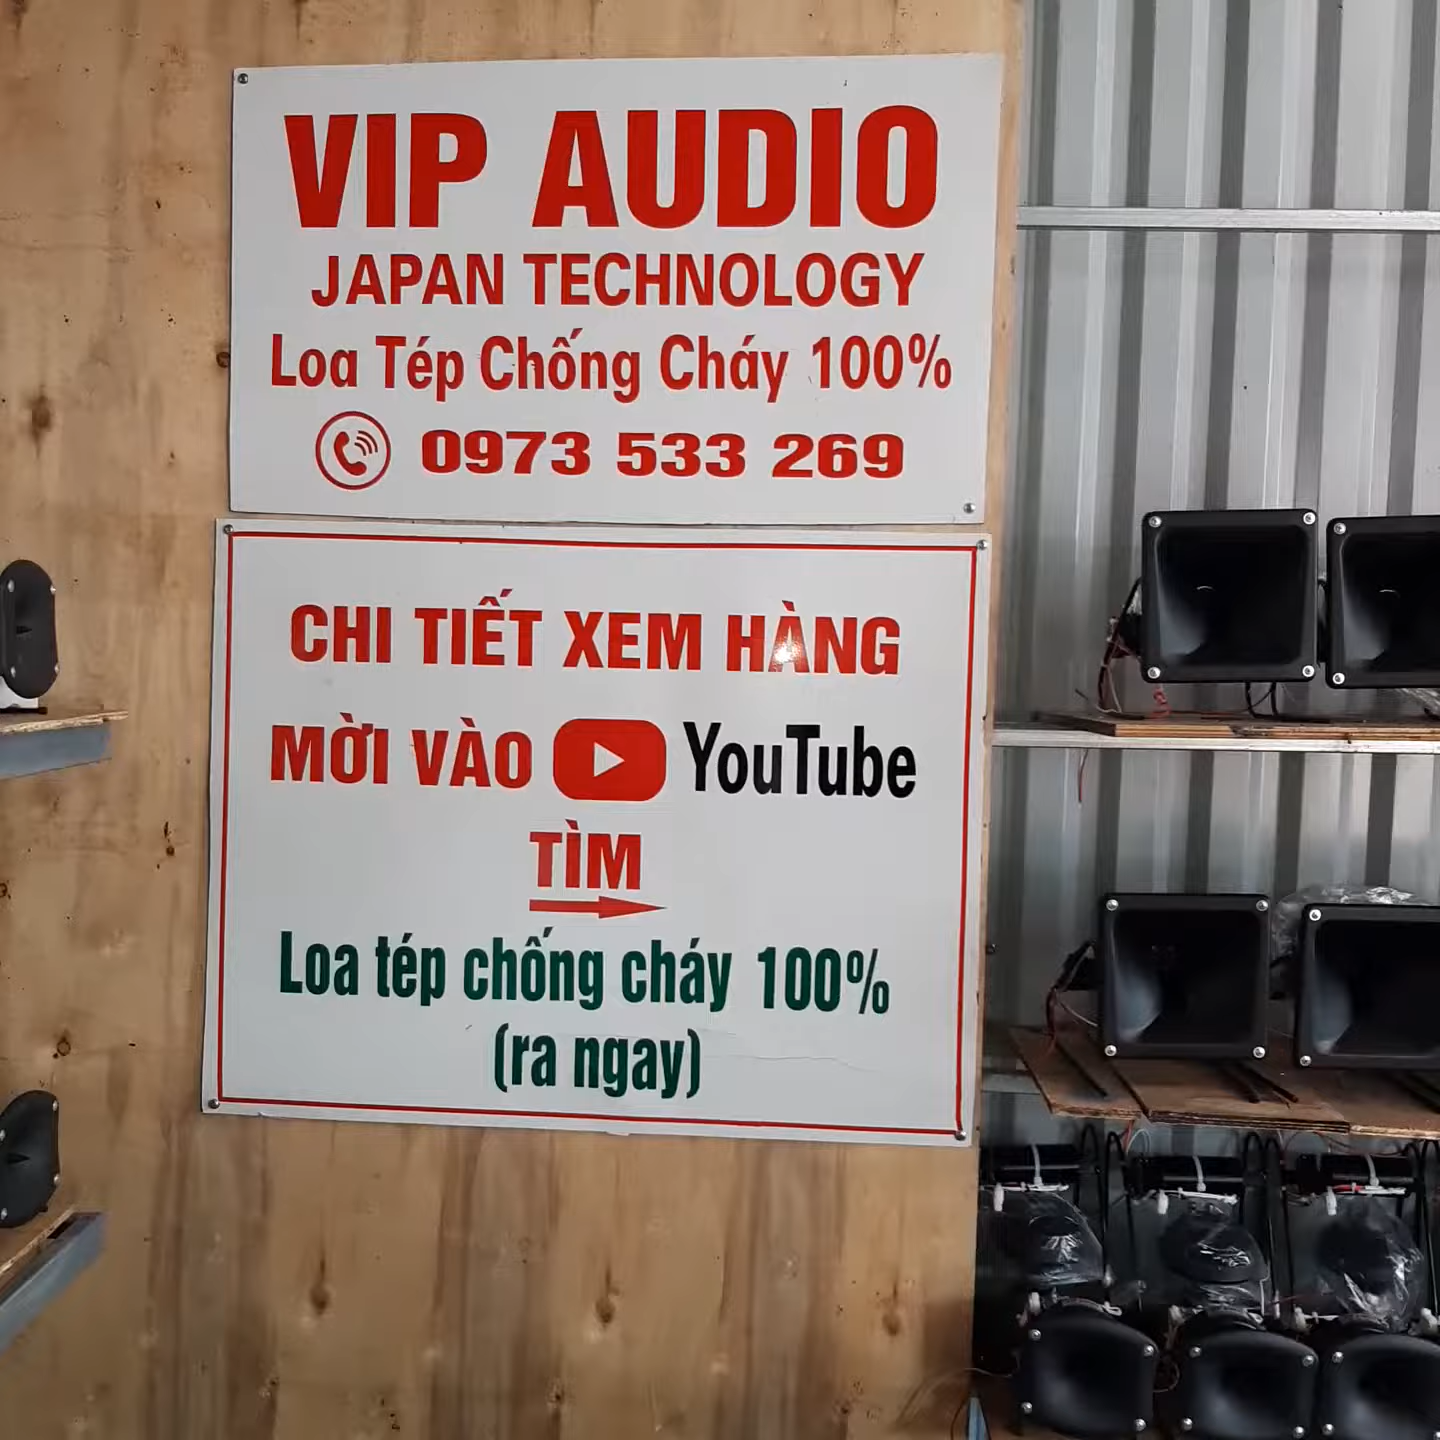 VIP AUDIO
JAPAN TECHNOLOGY
Loa Tép Chống Cháy 100%
0973 533 269
CHI TIẾT XEM HÀNG
MỜI VÀO YouTube
TÌM
Loa tép chống cháy 100%
(ra ngay)